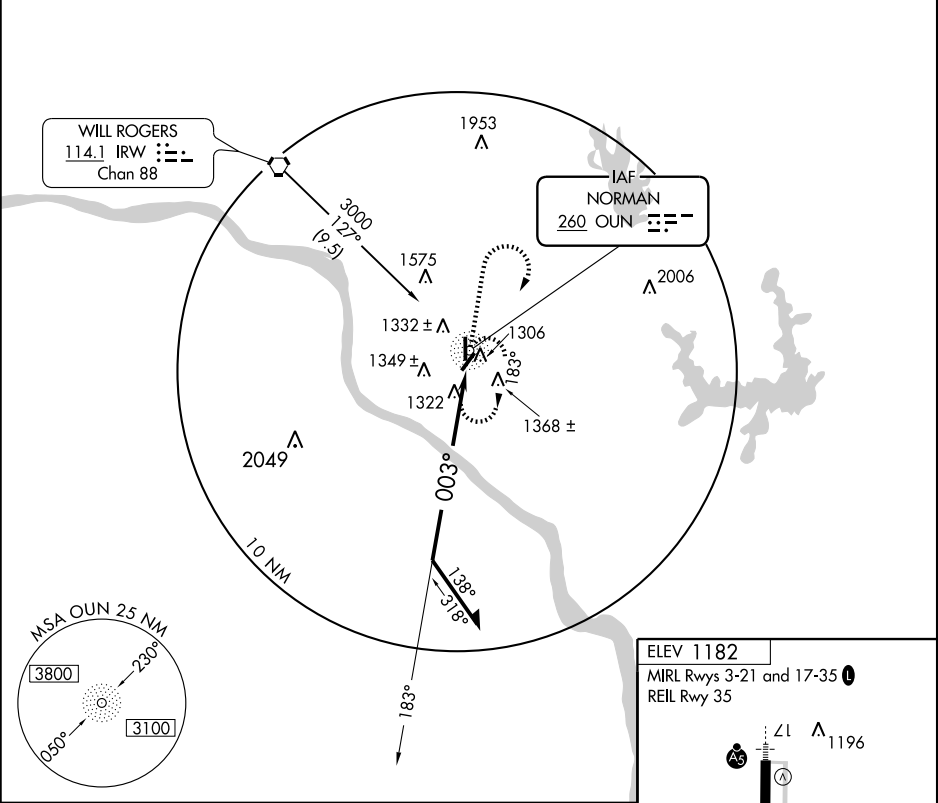 WILL ROGERS
114.1 IRW
Chan 88
1953
IAF
NORMAN
260 OUN
3000
127°
(9.5)
1575
2006
1332 ±
1306
1349 ±
183°
1322
1368 ±
2049
003°
10 NM
138°
318°
183°
MSA OUN 25 NM
3800
230°
050°
3100
ELEV 1182
MIRL Rwys 3-21 and 17-35 L
REIL Rwy 35
17
1196
A5